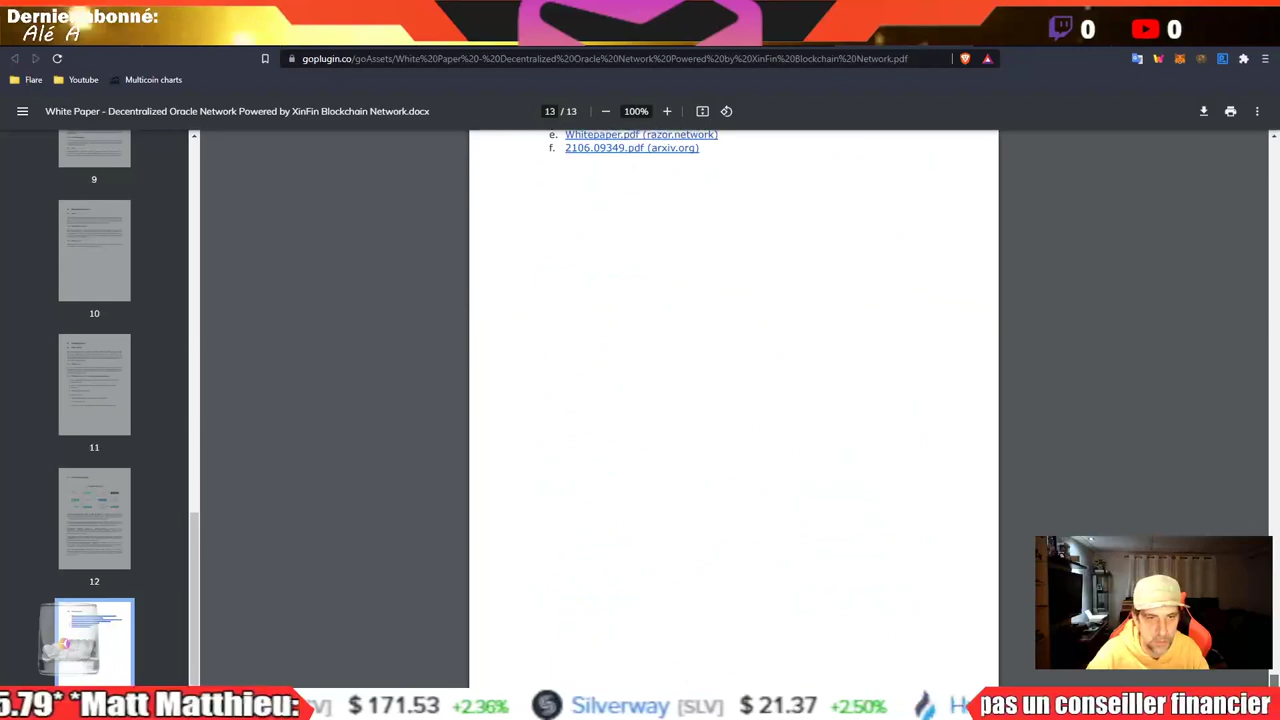 Dernier abonné:
Alé A
0
0
goplugin.co/goAssets/White%20Paper%20-%20Decentralized%20Oracle%20Network%20Powered%20by%20XinFin%20Blockchain%20Network.pdf
Flare
Youtube
Multicoin charts
White Paper - Decentralized Oracle Network Powered by XinFin Blockchain Network.docx
13 / 13
100%
e. Whitepaper.pdf (razor.network)
f. 2106.09349.pdf (arxiv.org)
9
10
11
12
5.79* *Matt Matthieu:
$ 171.53 +2.36%
Silverway [SLV] $ 21.37 +2.50%
pas un conseiller financier